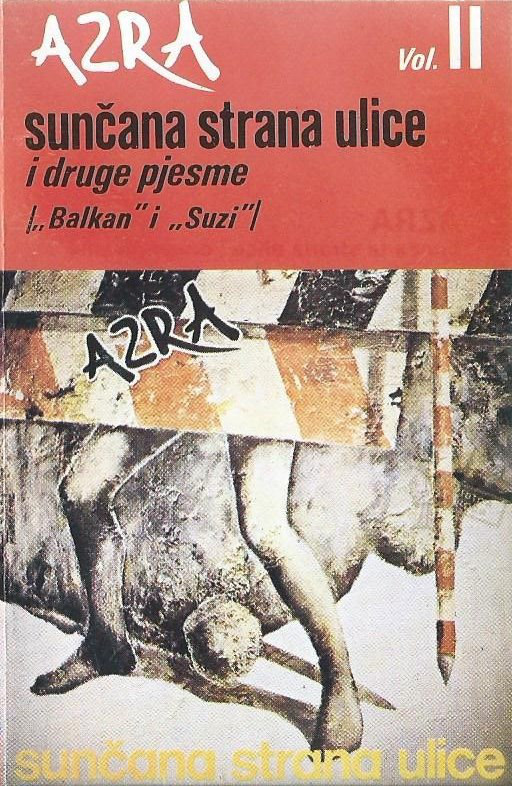 AZRA
Vol. II
sunčana strana ulice
i druge pjesme
/„Balkan” i „Suzi”/
AZRA
sunčana strana ulice